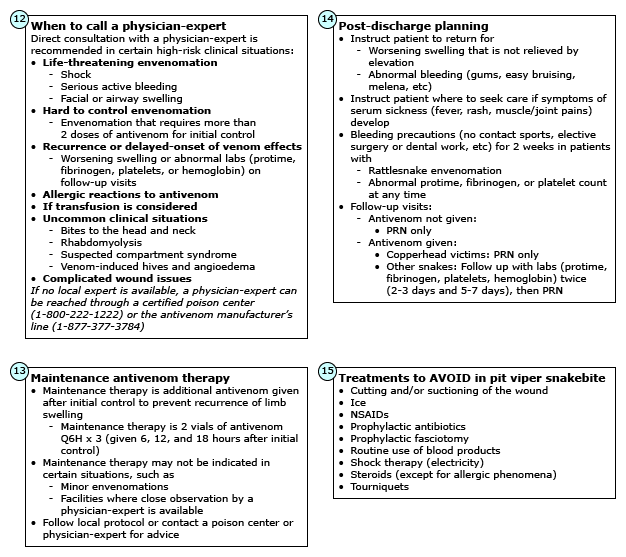 12
When to call a physician-expert
Direct consultation with a physician-expert is
recommended in certain high-risk clinical situations:
• Life-threatening envenomation
- Shock
- Serious active bleeding
- Facial or airway swelling
• Hard to control envenomation
- Envenomation that requires more than
2 doses of antivenom for initial control
• Recurrence or delayed-onset of venom effects
- Worsening swelling or abnormal labs (protime,
fibrinogen, platelets, or hemoglobin) on
follow-up visits
• Allergic reactions to antivenom
• If transfusion is considered
• Uncommon clinical situations
- Bites to the head and neck
- Rhabdomyolysis
- Suspected compartment syndrome
- Venom-induced hives and angioedema
• Complicated wound issues
If no local expert is available, a physician-expert can
be reached through a certified poison center
(1-800-222-1222) or the antivenom manufacturer's
line (1-877-377-3784)
13
Maintenance antivenom therapy
• Maintenance therapy is additional antivenom given
after initial control to prevent recurrence of limb
swelling
- Maintenance therapy is 2 vials of antivenom
Q6H x 3 (given 6, 12, and 18 hours after initial
control)
• Maintenance therapy may not be indicated in
certain situations, such as
- Minor envenomations
- Facilities where close observation by a
physician-expert is available
• Follow local protocol or contact a poison center or
physician-expert for advice
14
Post-discharge planning
• Instruct patient to return for
- Worsening swelling that is not relieved by
elevation
- Abnormal bleeding (gums, easy bruising,
melena, etc)
• Instruct patient where to seek care if symptoms of
serum sickness (fever, rash, muscle/joint pains)
develop
• Bleeding precautions (no contact sports, elective
surgery or dental work, etc) for 2 weeks in patients
with
- Rattlesnake envenomation
- Abnormal protime, fibrinogen, or platelet count
at any time
• Follow-up visits:
- Antivenom not given:
• PRN only
- Antivenom given:
• Copperhead victims: PRN only
• Other snakes: Follow up with labs (protime,
fibrinogen, platelets, hemoglobin) twice
(2-3 days and 5-7 days), then PRN
15
Treatments to AVOID in pit viper snakebite
• Cutting and/or suctioning of the wound
• Ice
• NSAIDs
• Prophylactic antibiotics
• Prophylactic fasciotomy
• Routine use of blood products
• Shock therapy (electricity)
• Steroids (except for allergic phenomena)
• Tourniquets